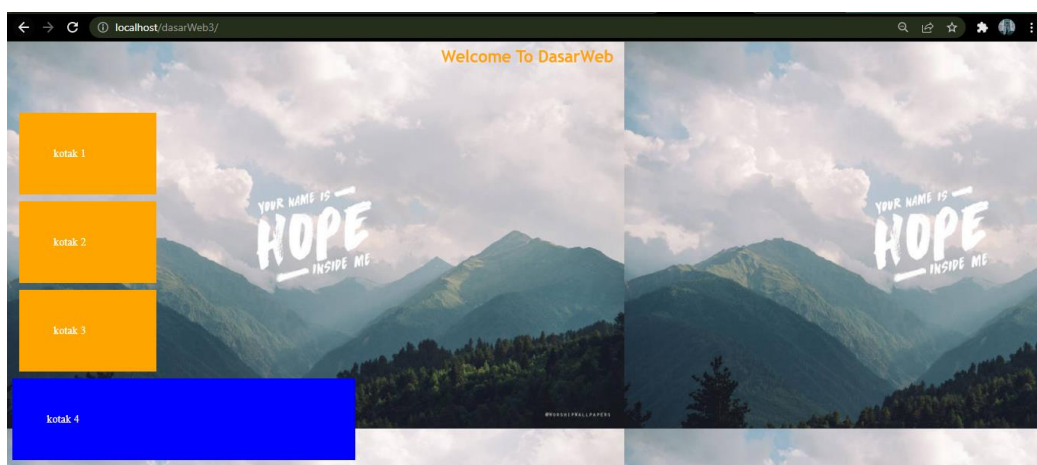 localhost/dasarWeb3/
Welcome To DasarWeb
kotak 1
kotak 2
kotak 3
kotak 4
YOUR NAME IS
HOPE
INSIDE ME
YOUR NAME IS
HOPE
INSIDE ME
@WORSHIPWALLPAPERS